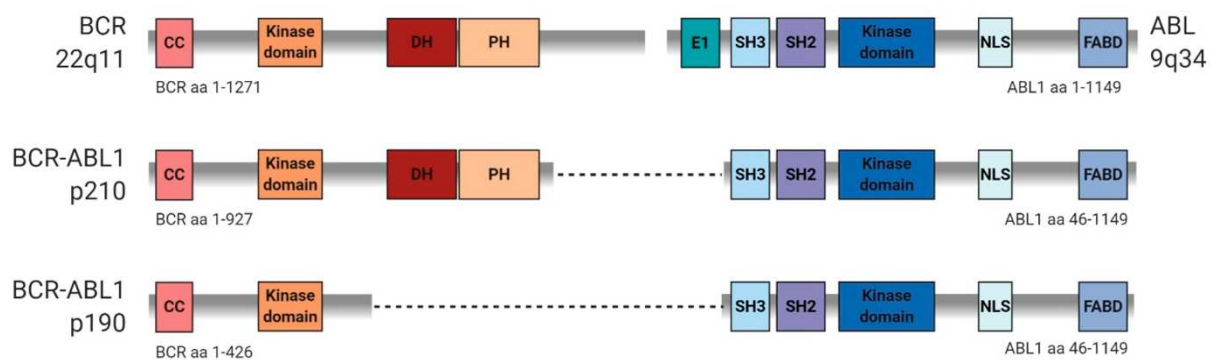 BCR
22q11
CC
Kinase
domain
DH
PH
E1
SH3
SH2
Kinase
domain
NLS
FABD
ABL
9q34
BCR aa 1-1271
ABL1 aa 1-1149
BCR-ABL1
p210
CC
Kinase
domain
DH
PH
SH3
SH2
Kinase
domain
NLS
FABD
BCR aa 1-927
ABL1 aa 46-1149
BCR-ABL1
p190
CC
Kinase
domain
SH3
SH2
Kinase
domain
NLS
FABD
BCR aa 1-426
ABL1 aa 46-1149